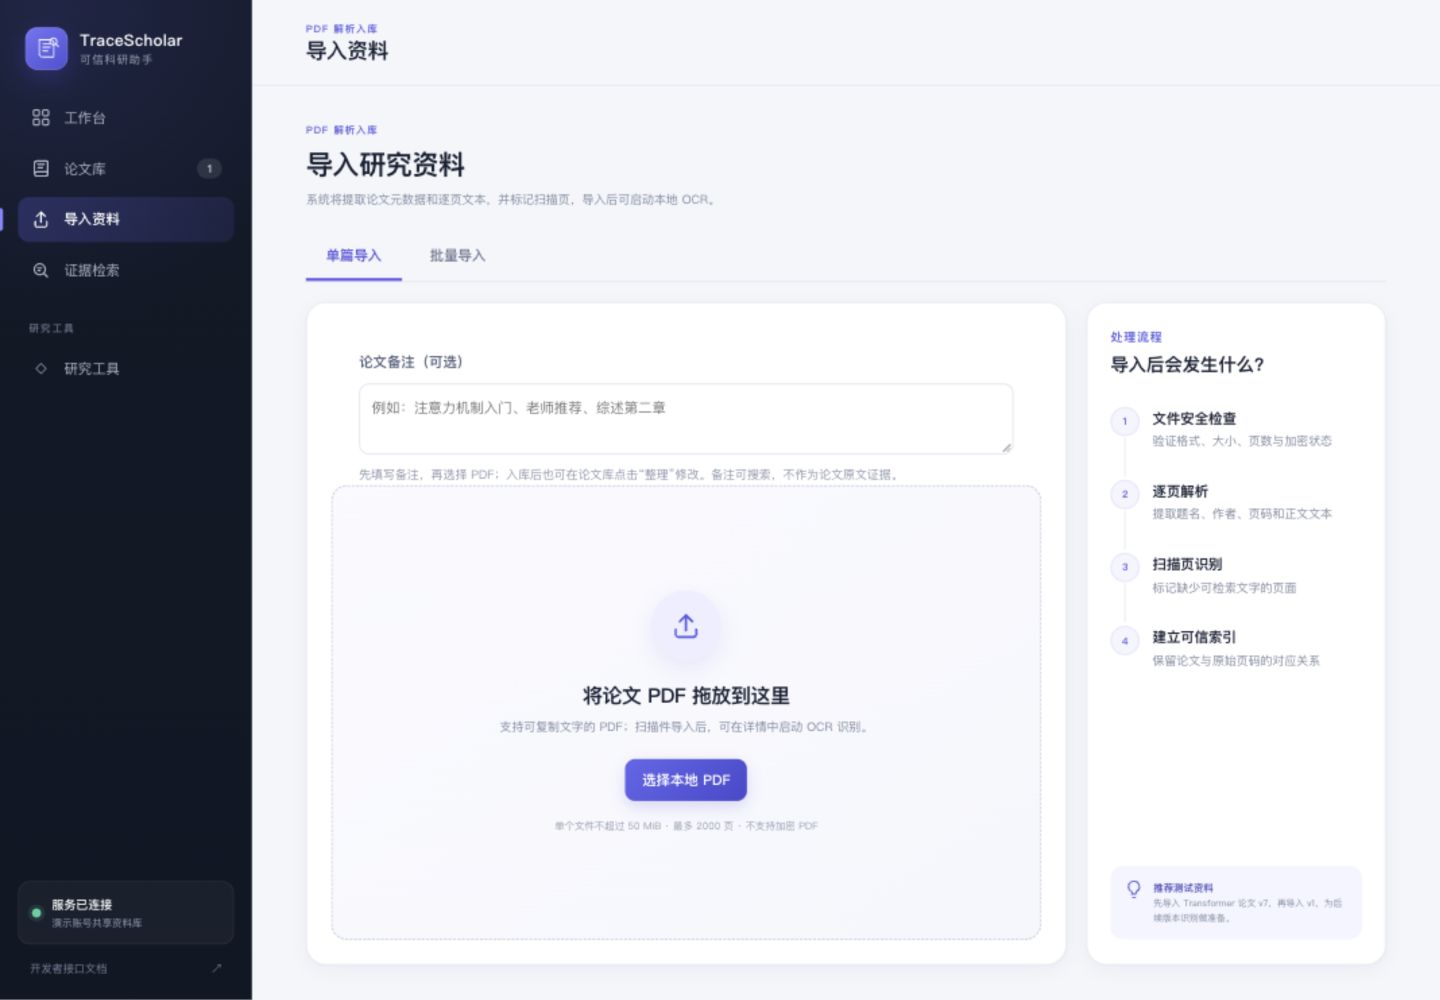 TraceScholar
可信科研助手
工作台
论文库
1
导入资料
证据检索
研究工具
研究工具
服务已连接
演示账号共享资料库
开发者接口文档
PDF 解析入库
导入资料
PDF 解析入库
导入研究资料
系统将提取论文元数据和逐页文本，并标记扫描页，导入后可启动本地 OCR。
单篇导入
批量导入
论文备注（可选）
例如：注意力机制入门、老师推荐、综述第二章
先填写备注，再选择 PDF；入库后也可在论文库点击“整理”修改。备注可搜索，不作为论文原文证据。
将论文 PDF 拖放到这里
支持可复制文字的 PDF；扫描件导入后，可在详情中启动 OCR 识别。
选择本地 PDF
单个文件不超过 50 MiB · 最多 2000 页 · 不支持加密 PDF
处理流程
导入后会发生什么？
1
文件安全检查
验证格式、大小、页数与加密状态
2
逐页解析
提取题名、作者、页码和正文文本
3
扫描页识别
标记缺少可检索文字的页面
4
建立可信索引
保留论文与原始页码的对应关系
推荐测试资料
先导入 Transformer 论文 v7，再导入 v1，为后
续版本识别做准备。